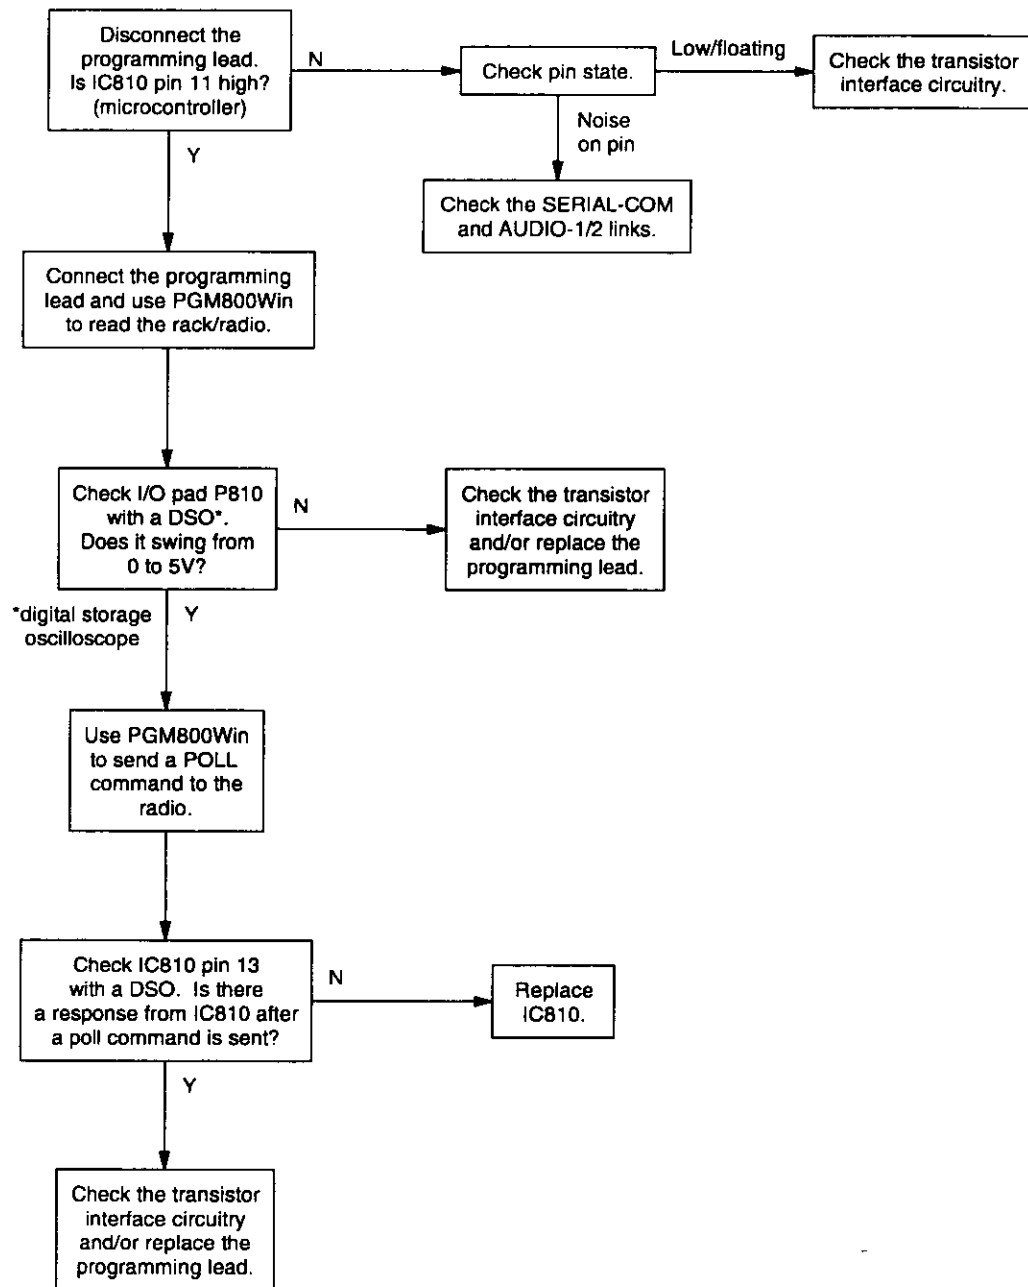 Disconnect the
programming lead.
Is IC810 pin 11 high?
(microcontroller)
N
Check pin state.
Low/floating
Check the transistor
interface circuitry.
Y
Noise
on pin
Check the SERIAL-COM
and AUDIO-1/2 links.
Connect the programming
lead and use PGM800Win
to read the rack/radio.
Check I/O pad P810
with a DSO*.
Does it swing from
0 to 5V?
N
Check the transistor
interface circuitry
and/or replace the
programming lead.
*digital storage
oscilloscope
Y
Use PGM800Win
to send a POLL
command to the
radio.
Check IC810 pin 13
with a DSO. Is there
a response from IC810 after
a poll command is sent?
N
Replace
IC810.
Y
Check the transistor
interface circuitry
and/or replace the
programming lead.